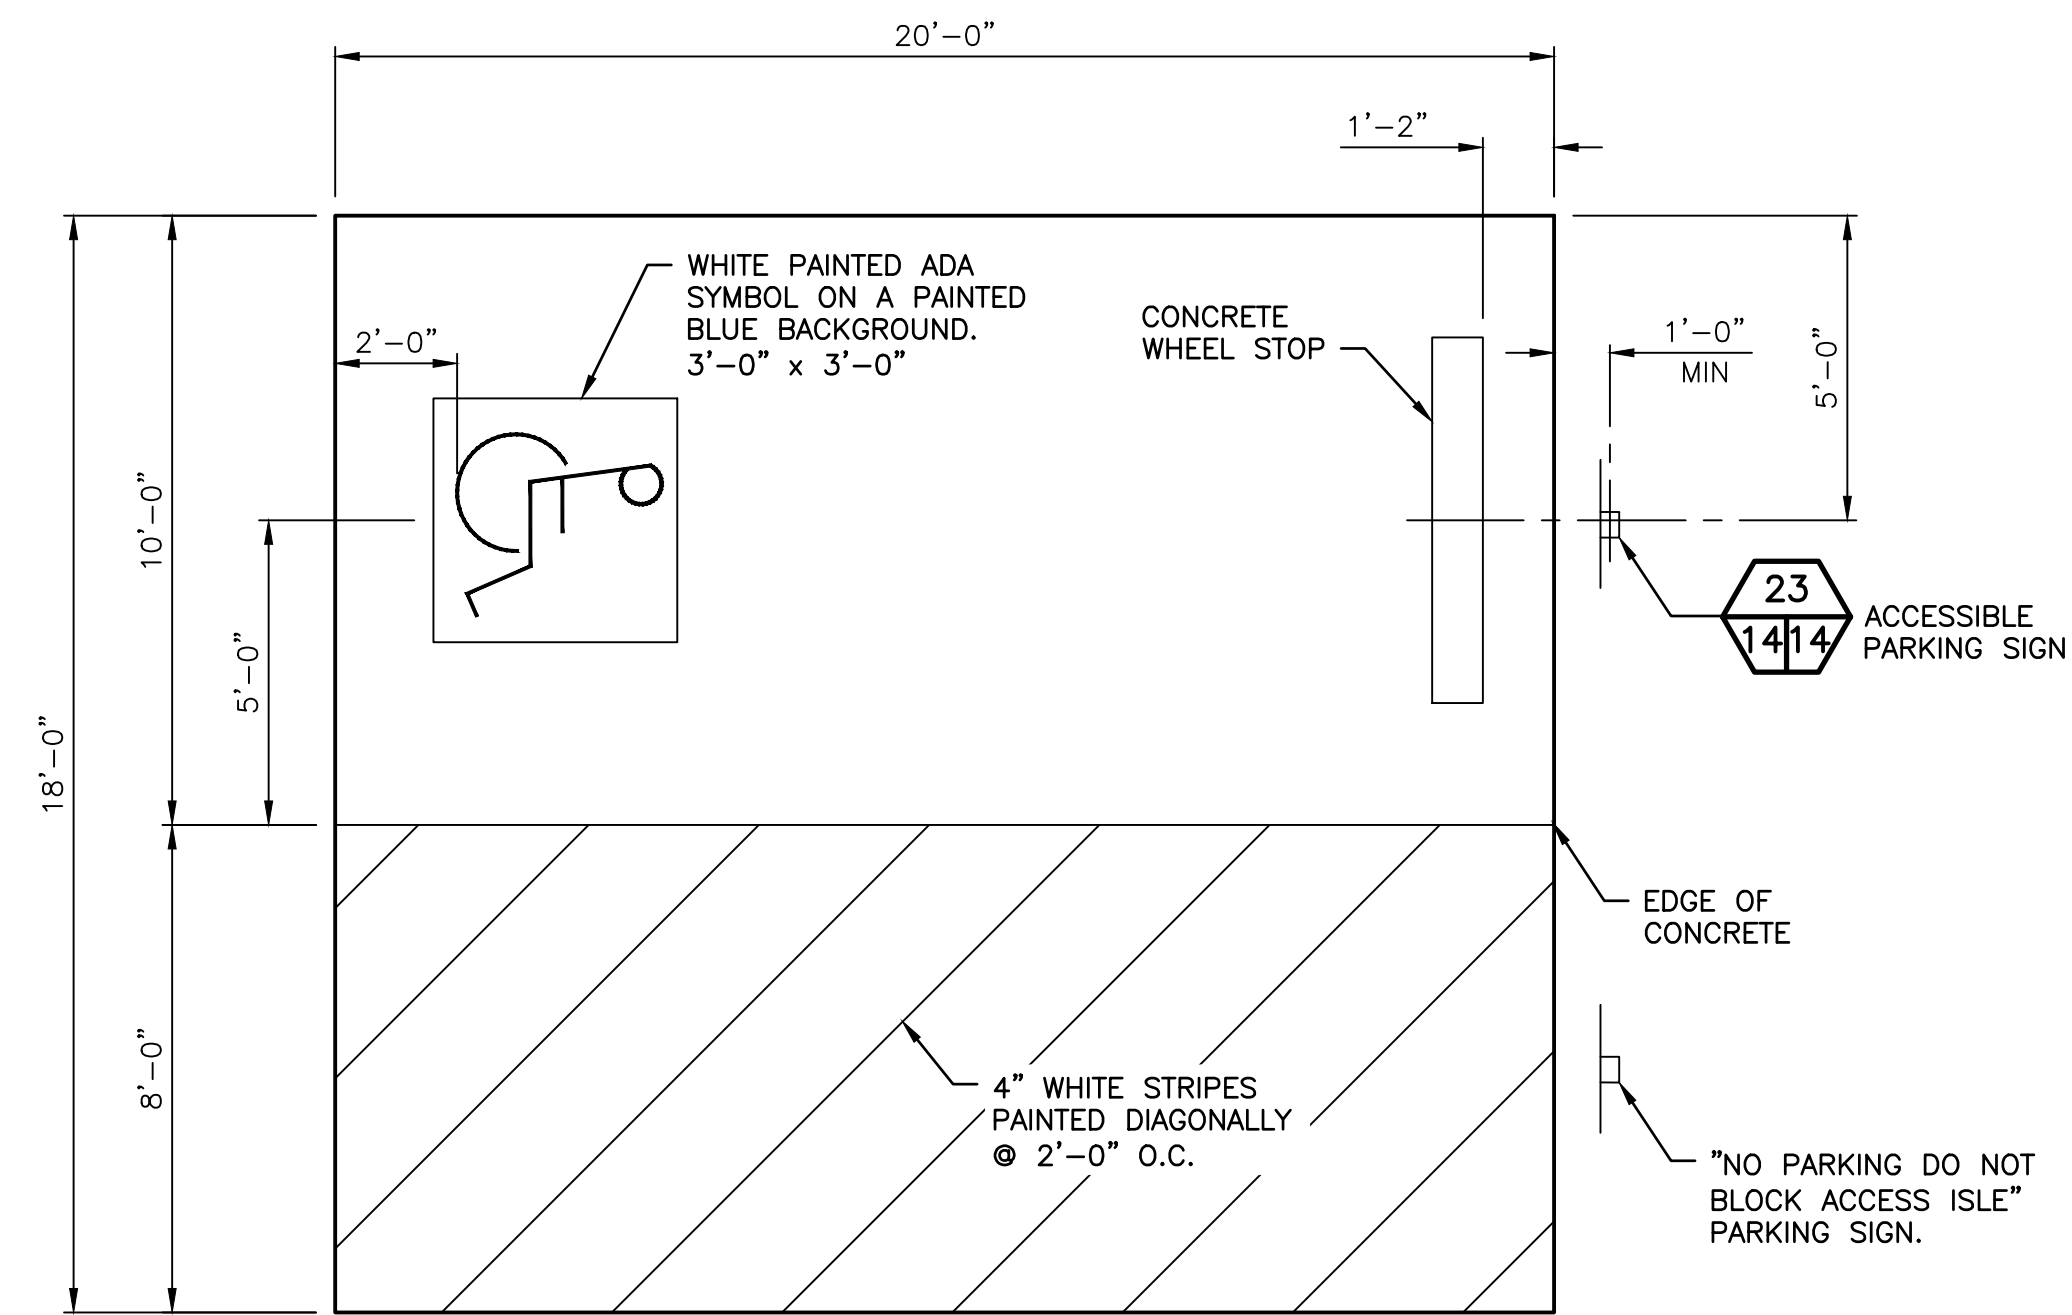 20'-0"
1'-2"
WHITE PAINTED ADA
SYMBOL ON A PAINTED
BLUE BACKGROUND.
3'-0" x 3'-0"
2'-0"
CONCRETE
WHEEL STOP
1'-0"
MIN
5'-0"
10'-0"
5'-0"
18'-0"
8'-0"
23
14 14
ACCESSIBLE
PARKING SIGN
EDGE OF
CONCRETE
4" WHITE STRIPES
PAINTED DIAGONALLY
@ 2'-0" O.C.
"NO PARKING DO NOT
BLOCK ACCESS ISLE"
PARKING SIGN.